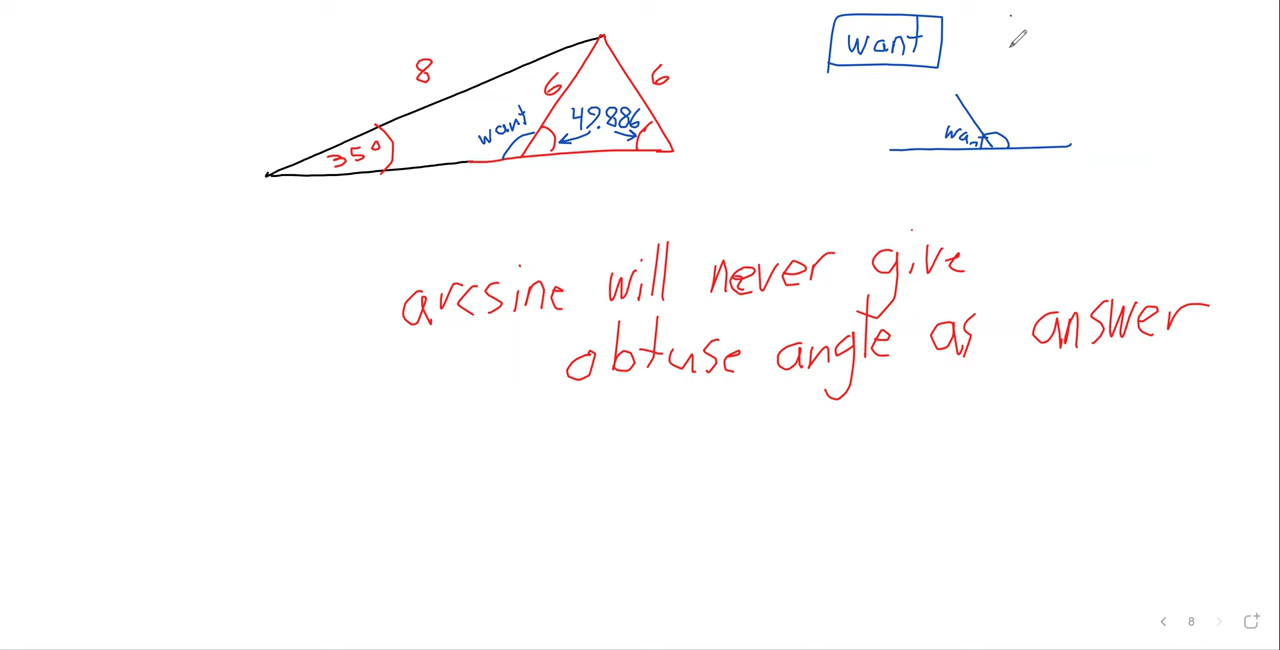 want
8
6
6
49.886
want
want
35°
arcsine will never give
obtuse angle as answer
8